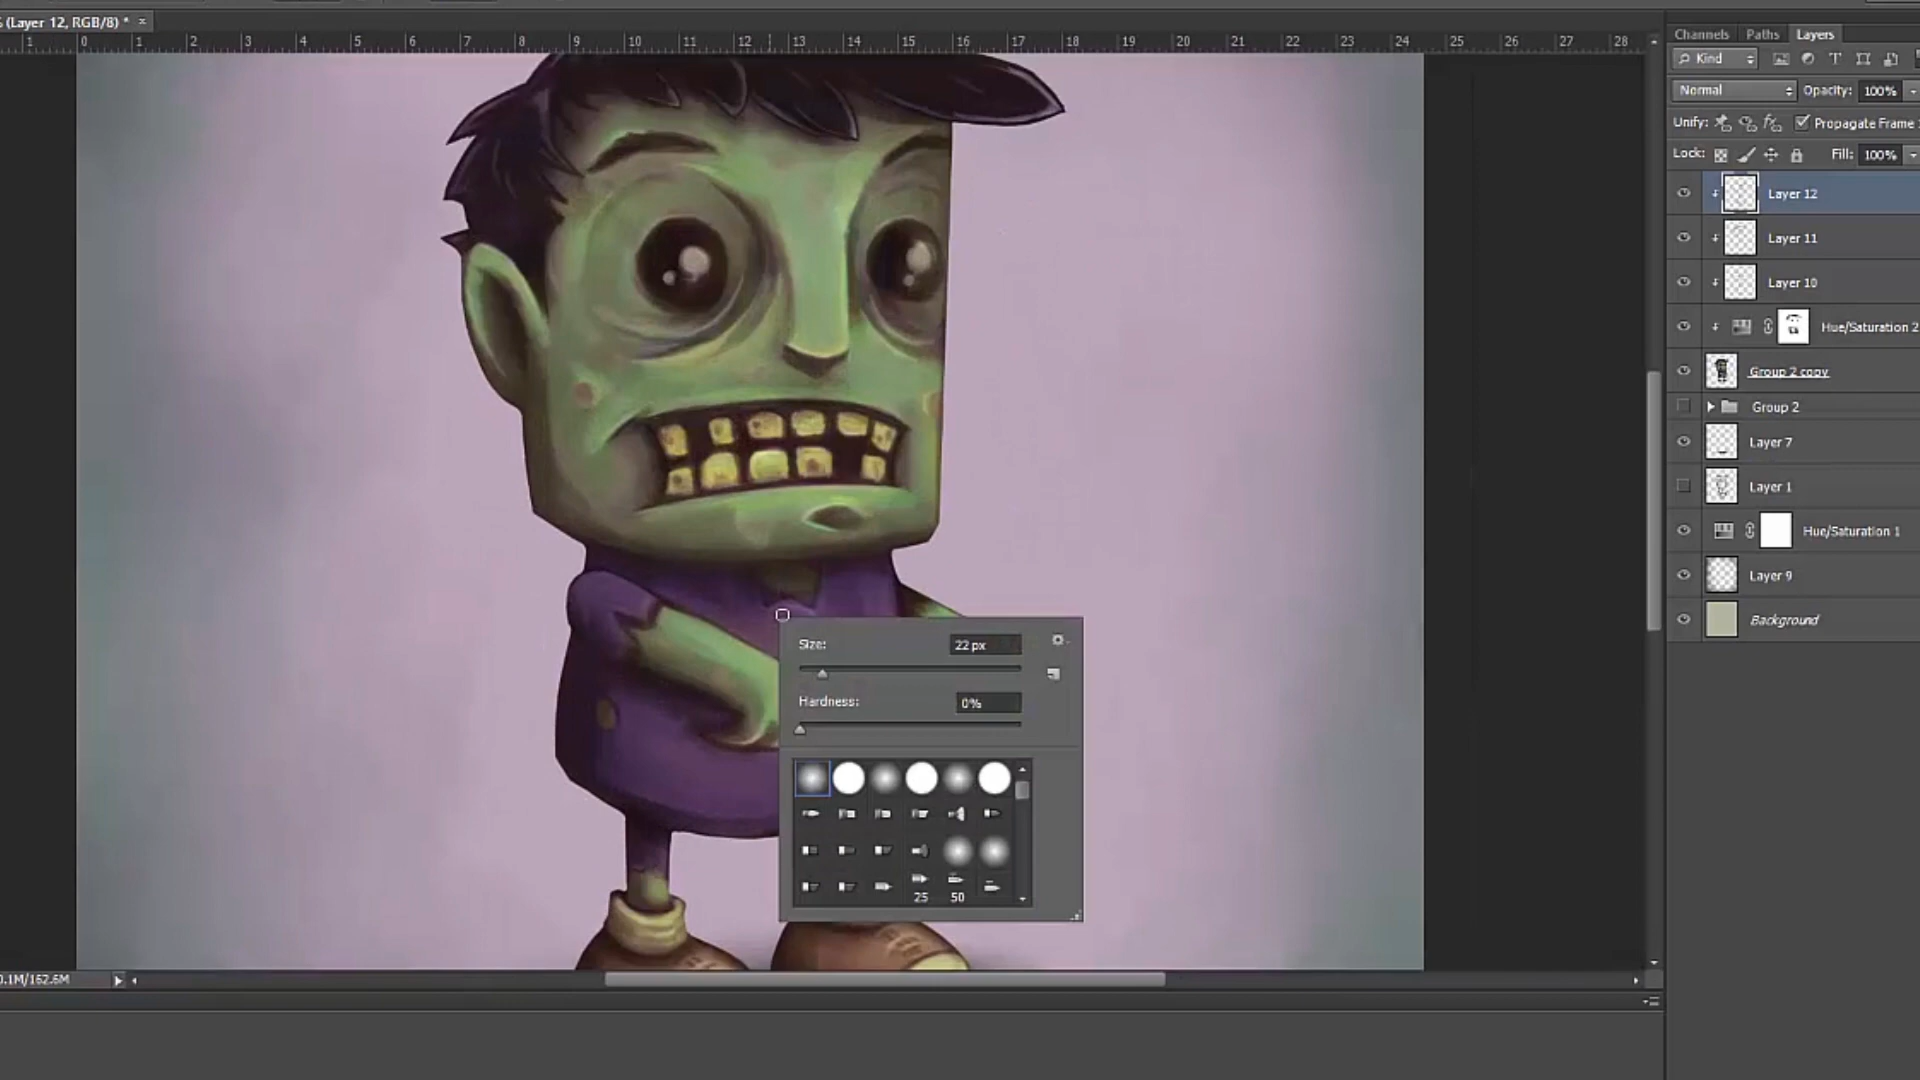 % (Layer 12, RGB/8) * ×
1 0 1 2 3 4 5 6 7 8 9 10 11 12 13 14 15 16 17 18 19 20 21 22 23 24 25 26 27 28
Channels Paths Layers
Kind
Normal Opacity: 100%
Unify: Propagate Frame
Lock: Fill: 100%
Layer 12
Layer 11
Layer 10
Hue/Saturation 2
Group 2 copy
Group 2
Layer 7
Layer 1
Hue/Saturation 1
Layer 9
Background
Size: 22 px
Hardness: 0%
25 50
0.1M/162.6M